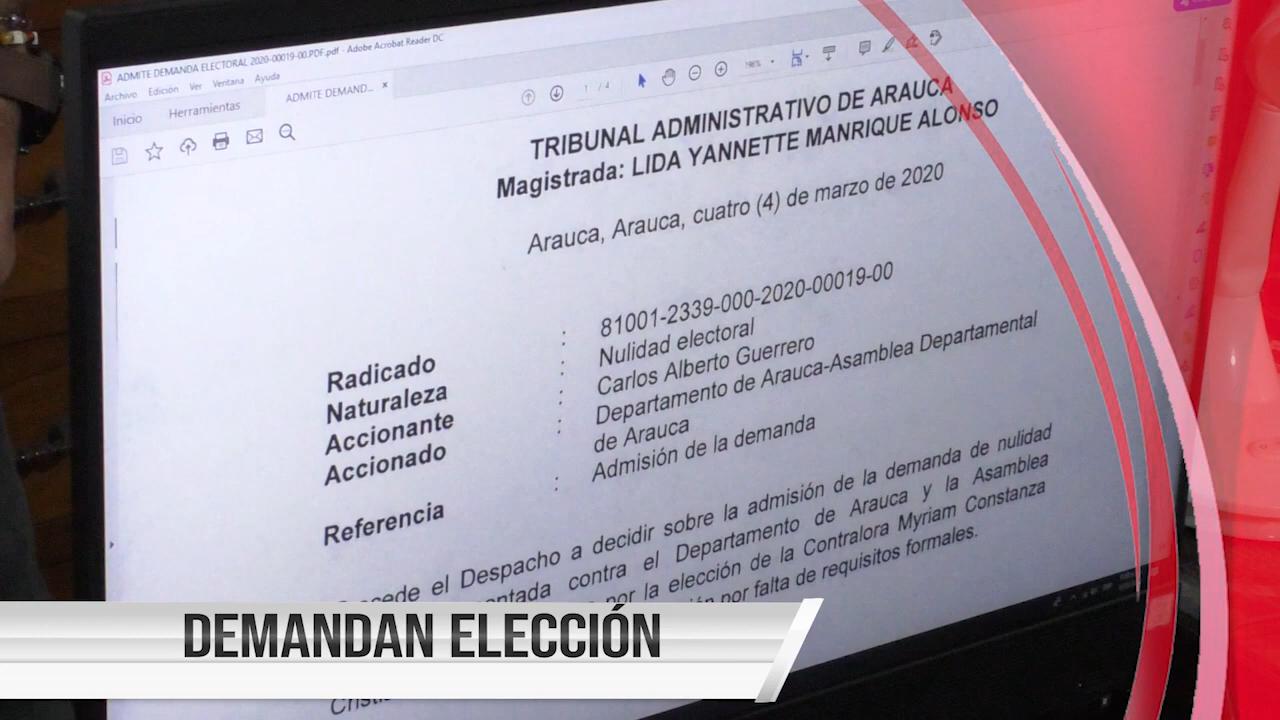 ADMITE DEMANDA ELECTORAL 2020-00019-00.PDF.pdf - Adobe Acrobat Reader DC
Archivo Edición Ver Ventana Ayuda
Inicio Herramientas ADMITE DEMAND... x
1 / 4
TRIBUNAL ADMINISTRATIVO DE ARAUCA
Magistrada: LIDA YANNETTE MANRIQUE ALONSO
Arauca, Arauca, cuatro (4) de marzo de 2020
Radicado : 81001-2339-000-2020-00019-00
Naturaleza : Nulidad electoral
Accionante : Carlos Alberto Guerrero
Accionado : Departamento de Arauca-Asamblea Departamental
de Arauca
Referencia : Admisión de la demanda
el Despacho a decidir sobre la admisión de la demanda de nulidad
contra el Departamento de Arauca y la Asamblea
por la elección de la Contralora Myriam Constanza
por falta de requisitos formales.
DEMANDAN ELECCIÓN